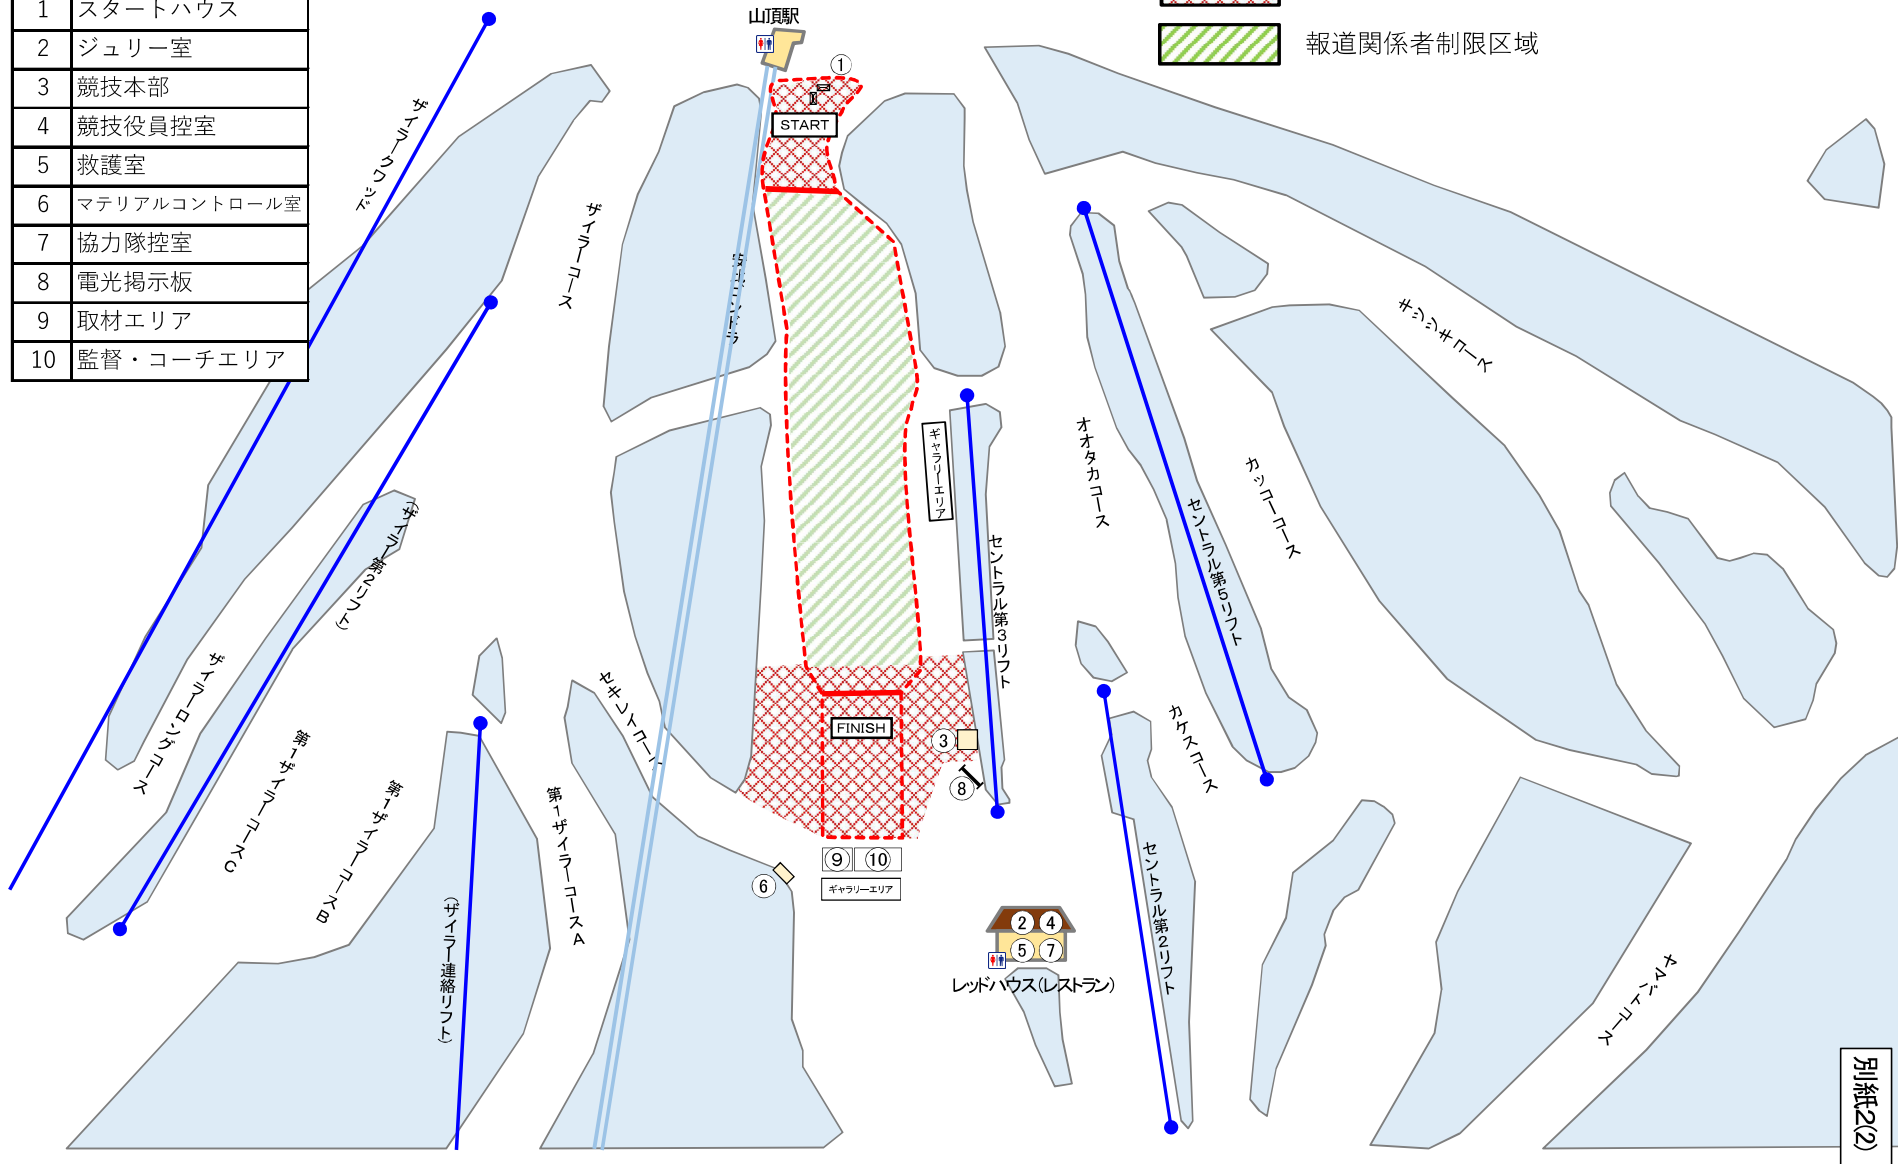 1 スタートハウス
2 ジュリー室
3 競技本部
4 競技役員控室
5 救護室
6 マテリアルコントロール室
7 協力隊控室
8 電光掲示板
9 取材エリア
10 監督・コーチエリア
報道関係者制限区域
山頂駅
①
START
ザイラークワッド
ザイラーコース
キツツキコース
ギャラリーエリア
オオタカコース
カッコーコース
セントラル第5リフト
(ザイラー第2リフト)
セントラル第3リフト
ザイラーロングコース
第1ザイラーコースC
第1ザイラーコースB
第1ザイラーコースA
カケスコース
FINISH
③
⑧
⑨ ⑩
ギャラリーエリア
⑥
(ザイラー連絡リフト)
セントラル第2リフト
② ④
⑤ ⑦
レッドハウス(レストラン)
ヤマバトコース
別紙2(2)